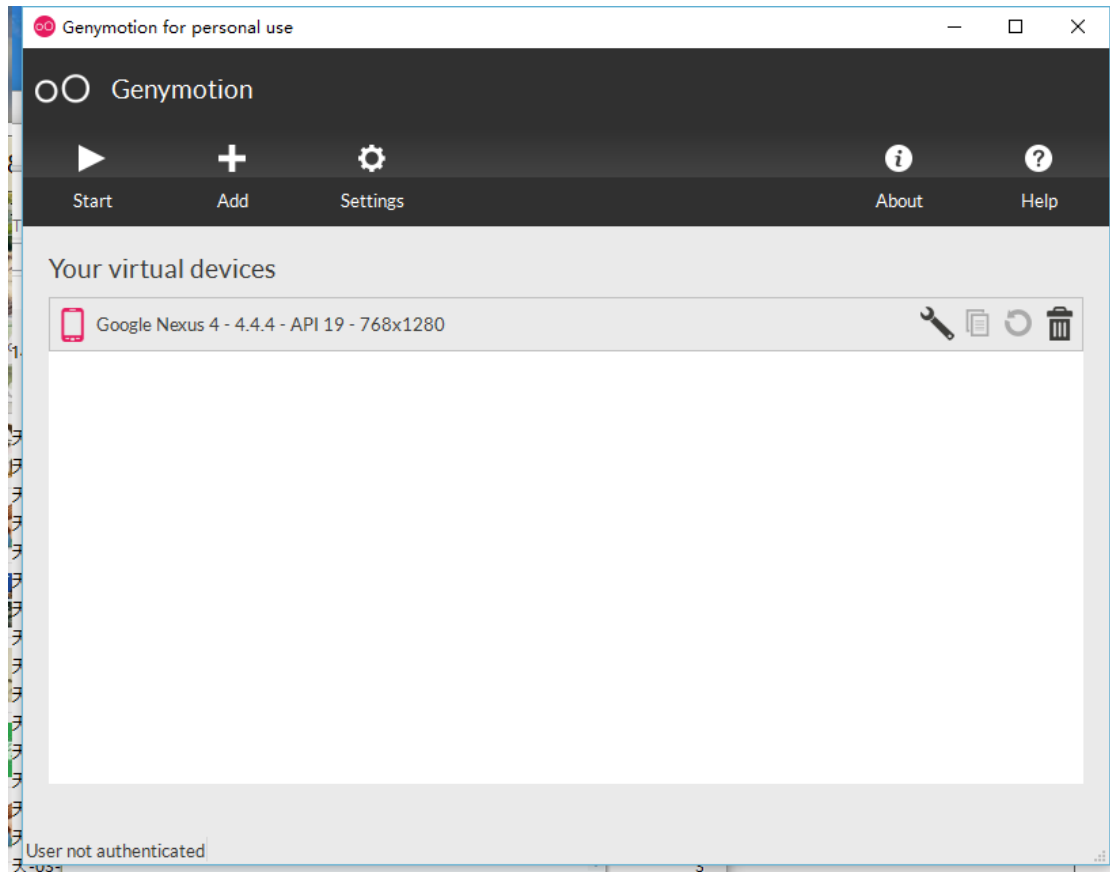 Genymotion for personal use
Genymotion
Start Add Settings About Help
Your virtual devices
Google Nexus 4 - 4.4.4 - API 19 - 768x1280
User not authenticated